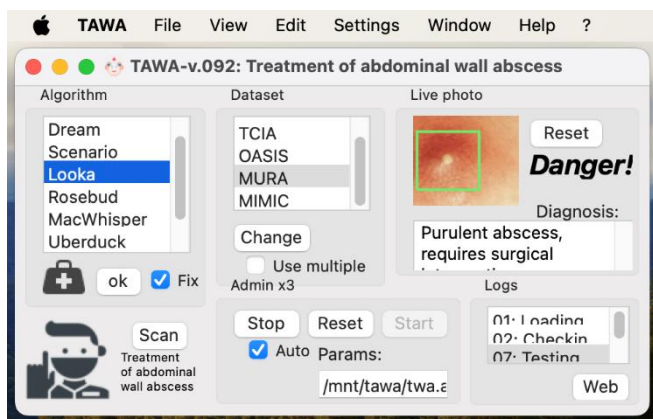 TAWA File View Edit Settings Window Help ?
TAWA-v.092: Treatment of abdominal wall abscess
Algorithm
Dream
Scenario
Looka
Rosebud
MacWhisper
Uberduck
ok
Fix
Dataset
TCIA
OASIS
MURA
MIMIC
Change
Use multiple
Live photo
Reset
Danger!
Diagnosis:
Purulent abscess,
requires surgical
Scan
Treatment
of abdominal
wall abscess
Admin x3
Stop Reset Start
Auto Params:
/mnt/tawa/twa.a
Logs
01: Loading
02: Checkin
07: Testing
Web